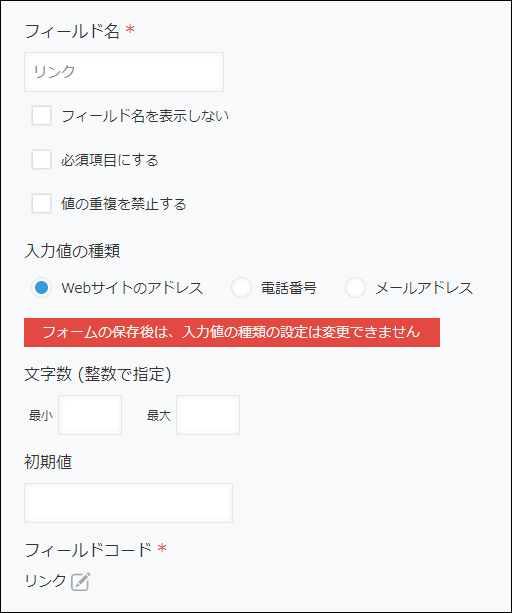 フィールド名 *
リンク
フィールド名を表示しない
必須項目にする
値の重複を禁止する
入力値の種類
Webサイトのアドレス 電話番号 メールアドレス
フォームの保存後は、入力値の種類の設定は変更できません
文字数 (整数で指定)
最小 最大
初期値
フィールドコード *
リンク